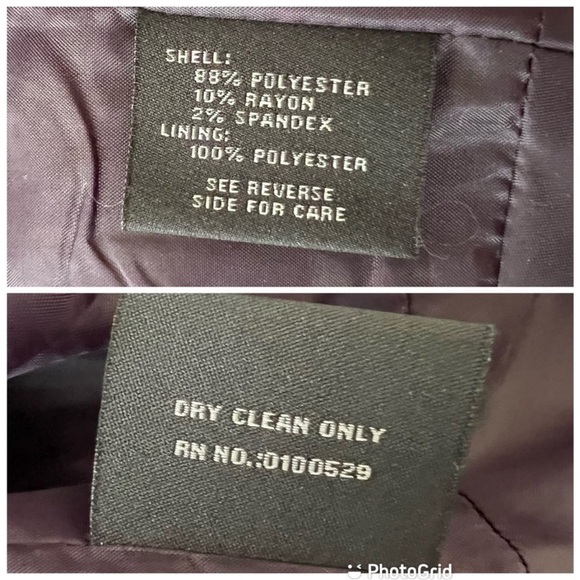 SHELL:
88% POLYESTER
10% RAYON
2% SPANDEX
LINING:
100% POLYESTER
SEE REVERSE
SIDE FOR CARE
DRY CLEAN ONLY
RN NO.:0100529
PhotoGrid